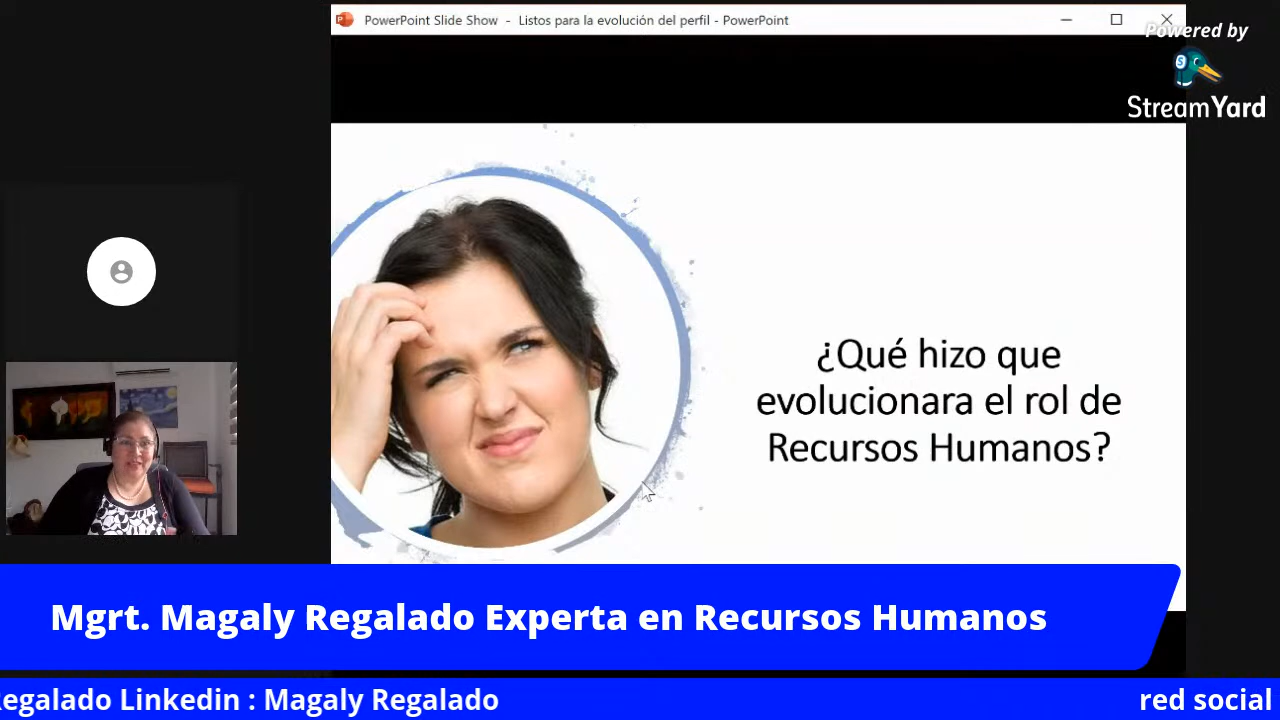 PowerPoint Slide Show - Listos para la evolución del perfil - PowerPoint
Powered by
StreamYard
¿Qué hizo que
evolucionara el rol de
Recursos Humanos?
Mgrt. Magaly Regalado Experta en Recursos Humanos
egalado Linkedin : Magaly Regalado
red social